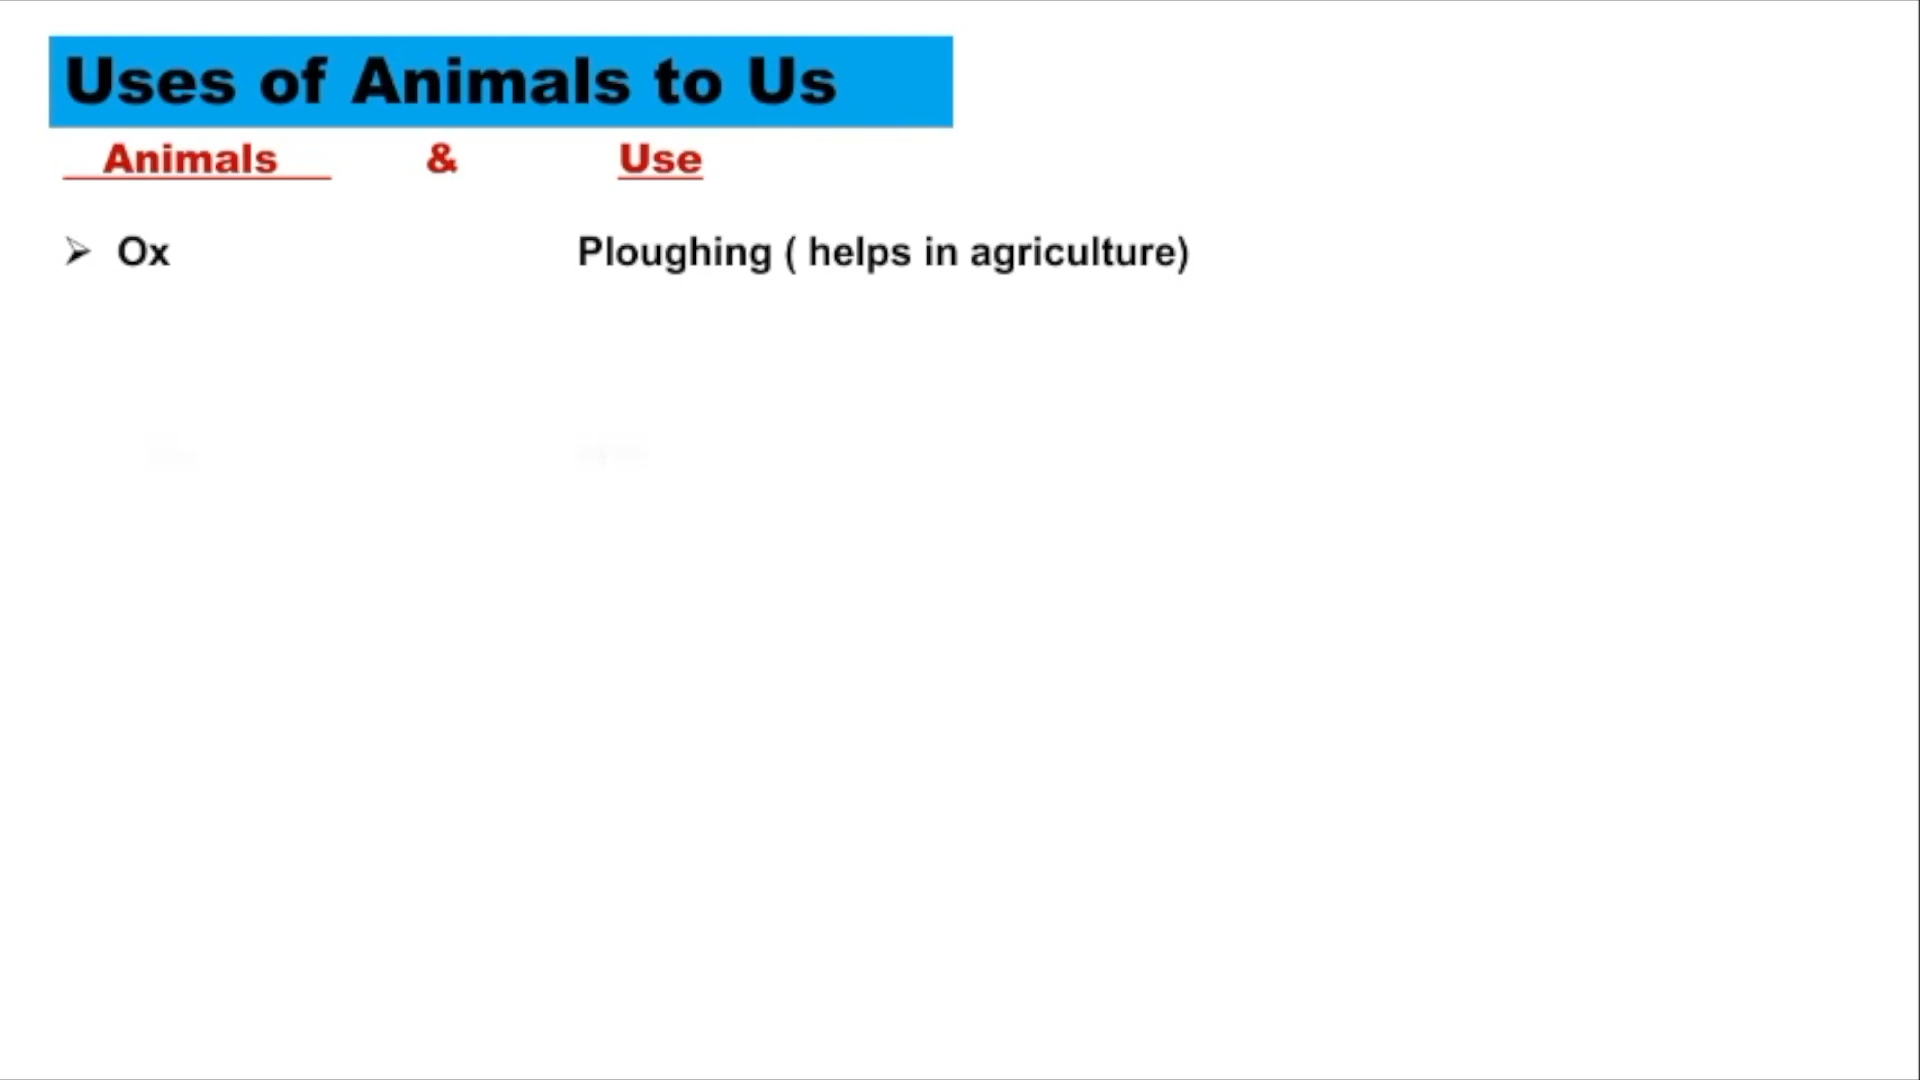 Uses of Animals to Us
Animals & Use
➢ Ox Ploughing ( helps in agriculture)